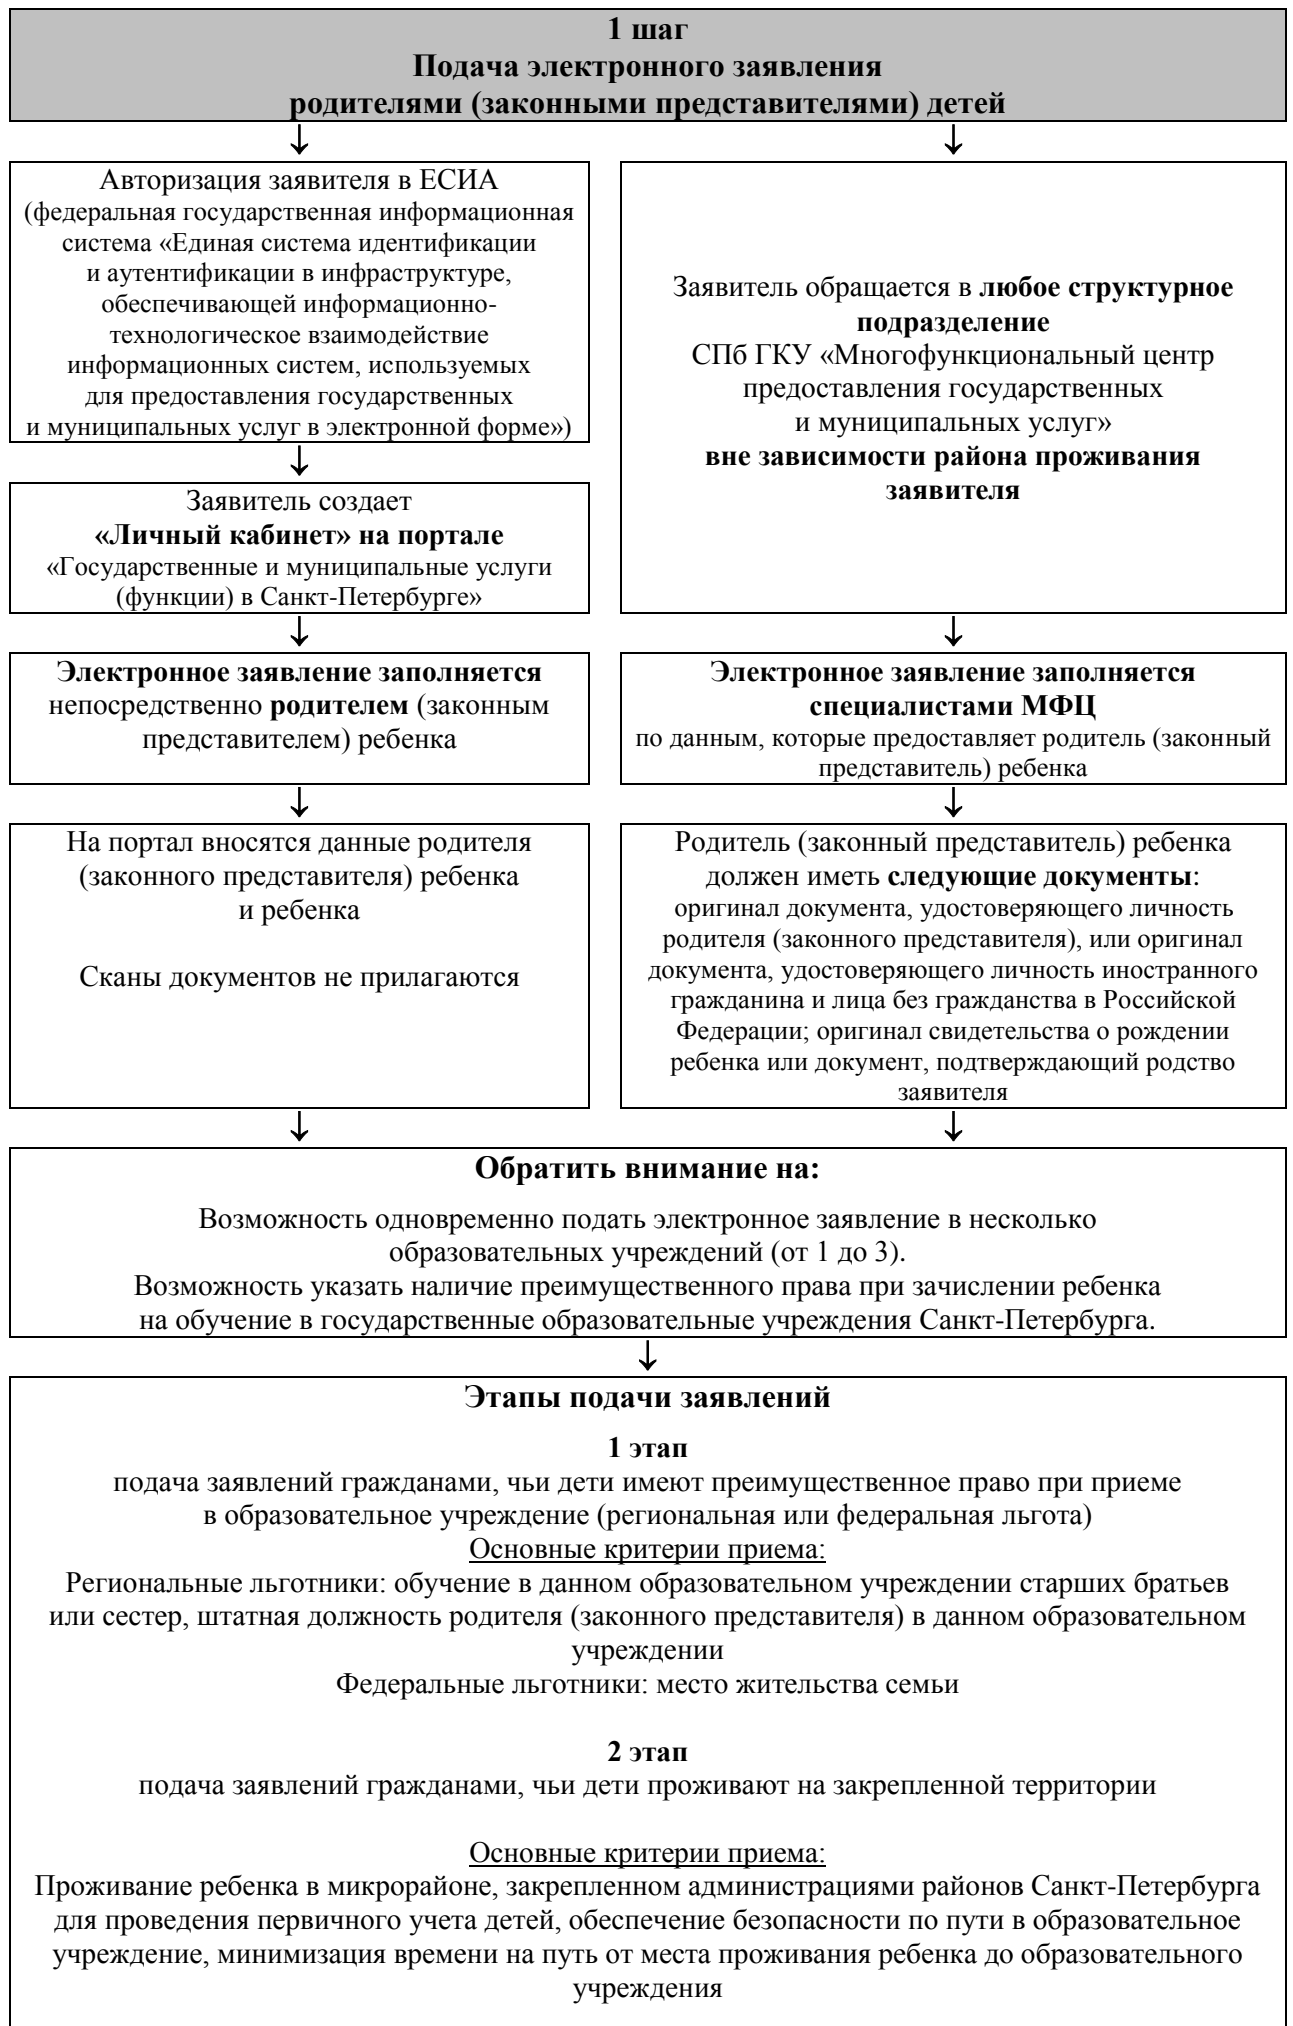 1 шаг
Подача электронного заявления
родителями (законными представителями) детей
↓
↓
Авторизация заявителя в ЕСИА
(федеральная государственная информационная
система «Единая система идентификации
и аутентификации в инфраструктуре,
обеспечивающей информационно-
технологическое взаимодействие
информационных систем, используемых
для предоставления государственных
и муниципальных услуг в электронной форме»)
↓
Заявитель создает
«Личный кабинет» на портале
«Государственные и муниципальные услуги
(функции) в Санкт-Петербурге»
Заявитель обращается в любое структурное
подразделение
СПб ГКУ «Многофункциональный центр
предоставления государственных
и муниципальных услуг»
вне зависимости района проживания
заявителя
↓
↓
Электронное заявление заполняется
непосредственно родителем (законным
представителем) ребенка
Электронное заявление заполняется
специалистами МФЦ
по данным, которые предоставляет родитель (законный
представитель) ребенка
↓
↓
На портал вносятся данные родителя
(законного представителя) ребенка
и ребенка
Сканы документов не прилагаются
Родитель (законный представитель) ребенка
должен иметь следующие документы:
оригинал документа, удостоверяющего личность
родителя (законного представителя), или оригинал
документа, удостоверяющего личность иностранного
гражданина и лица без гражданства в Российской
Федерации; оригинал свидетельства о рождении
ребенка или документ, подтверждающий родство
заявителя
↓
↓
Обратить внимание на:
Возможность одновременно подать электронное заявление в несколько
образовательных учреждений (от 1 до 3).
Возможность указать наличие преимущественного права при зачислении ребенка
на обучение в государственные образовательные учреждения Санкт-Петербурга.
↓
Этапы подачи заявлений
1 этап
подача заявлений гражданами, чьи дети имеют преимущественное право при приеме
в образовательное учреждение (региональная или федеральная льгота)
Основные критерии приема:
Региональные льготники: обучение в данном образовательном учреждении старших братьев
или сестер, штатная должность родителя (законного представителя) в данном образовательном
учреждении
Федеральные льготники: место жительства семьи
2 этап
подача заявлений гражданами, чьи дети проживают на закрепленной территории
Основные критерии приема:
Проживание ребенка в микрорайоне, закрепленном администрациями районов Санкт-Петербурга
для проведения первичного учета детей, обеспечение безопасности по пути в образовательное
учреждение, минимизация времени на путь от места проживания ребенка до образовательного
учреждения